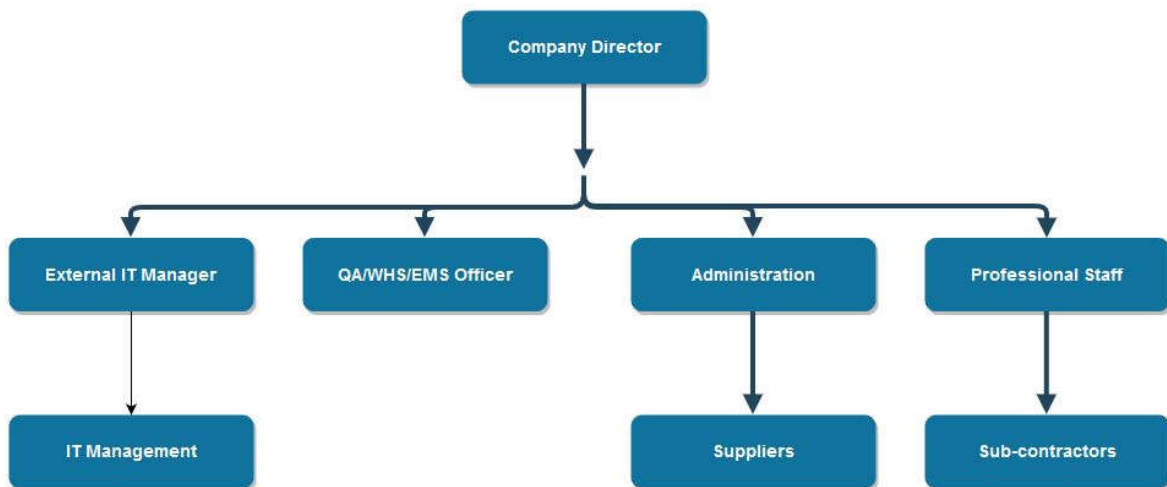 Company Director
External IT Manager
QA/WHS/EMS Officer
Administration
Professional Staff
IT Management
Suppliers
Sub-contractors